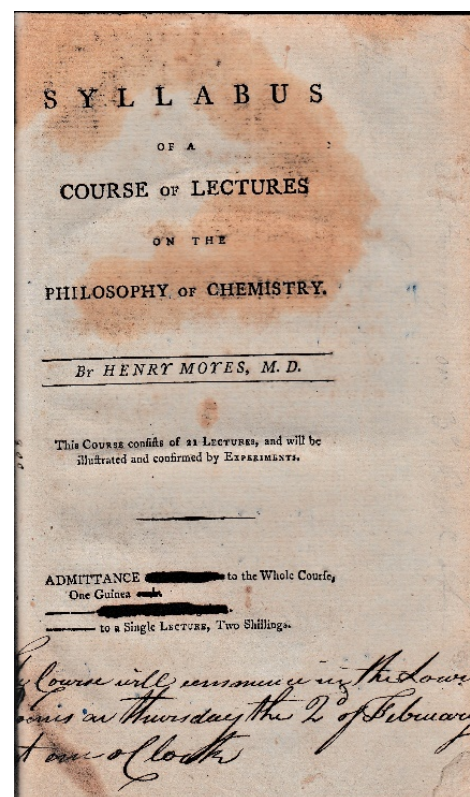 SYLLABUS
OF A
COURSE OF LECTURES
ON THE
PHILOSOPHY OF CHEMISTRY.
By HENRY MOYES, M. D.
This COURSE conſiſts of 21 LECTURES, and will be
illuſtrated and confirmed by EXPERIMENTS.
ADMITTANCE to the Whole Courſe,
One Guinea
to a Single LECTURE, Two Shillings.
Course will commence in the
on Thursday the 2d of February
o Clock